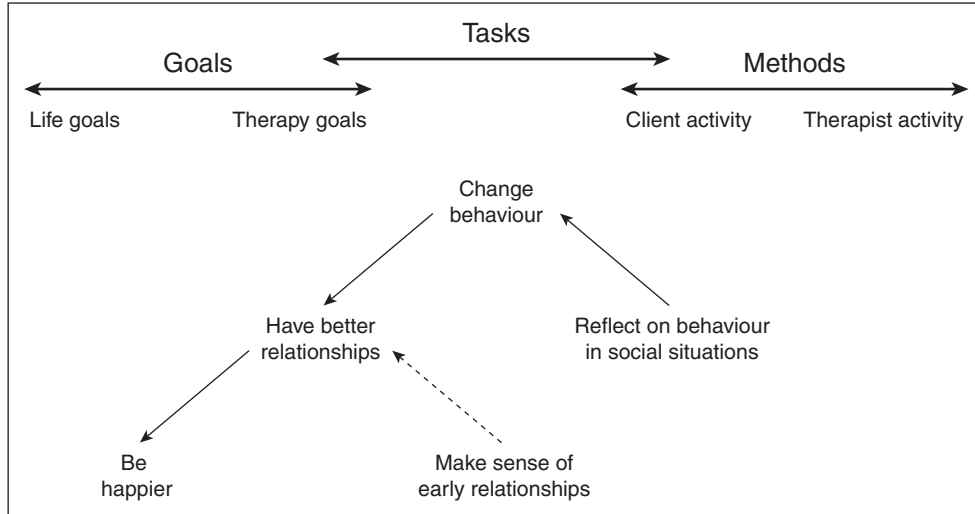 Tasks
Goals
Methods
Life goals
Therapy goals
Client activity
Therapist activity
Change
behaviour
Have better
relationships
Reflect on behaviour
in social situations
Be
happier
Make sense of
early relationships